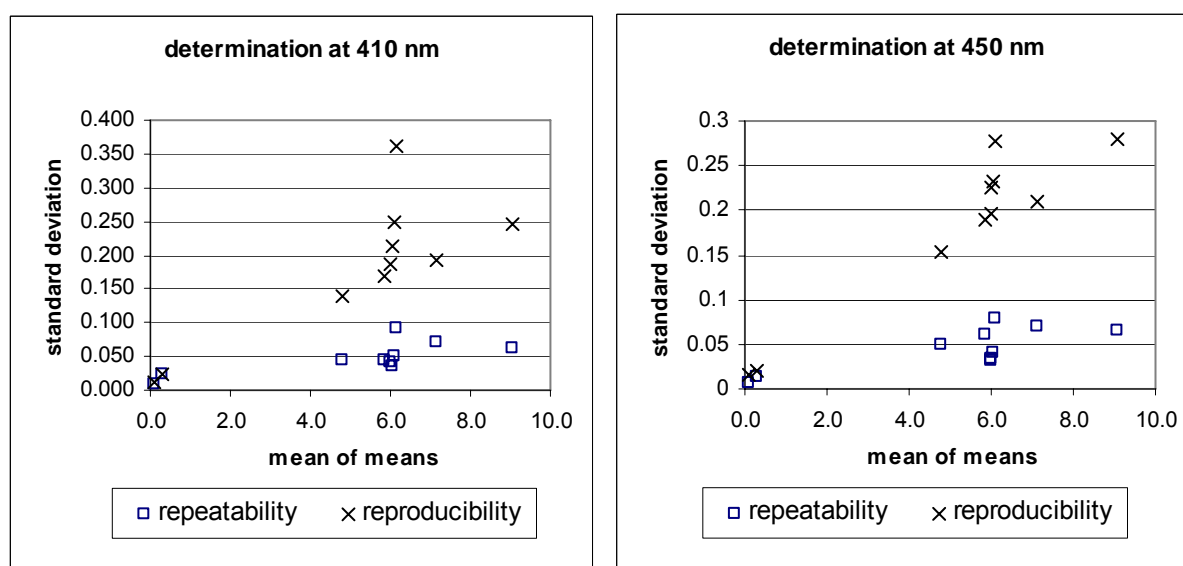 determination at 410 nm
0.400
0.350
0.300
0.250
0.200
0.150
0.100
0.050
0.000
standard deviation
0.0 2.0 4.0 6.0 8.0 10.0
mean of means
repeatability reproducibility
determination at 450 nm
0.3
0.25
0.2
0.15
0.1
0.05
0
standard deviation
0.0 2.0 4.0 6.0 8.0 10.0
mean of means
repeatability reproducibility